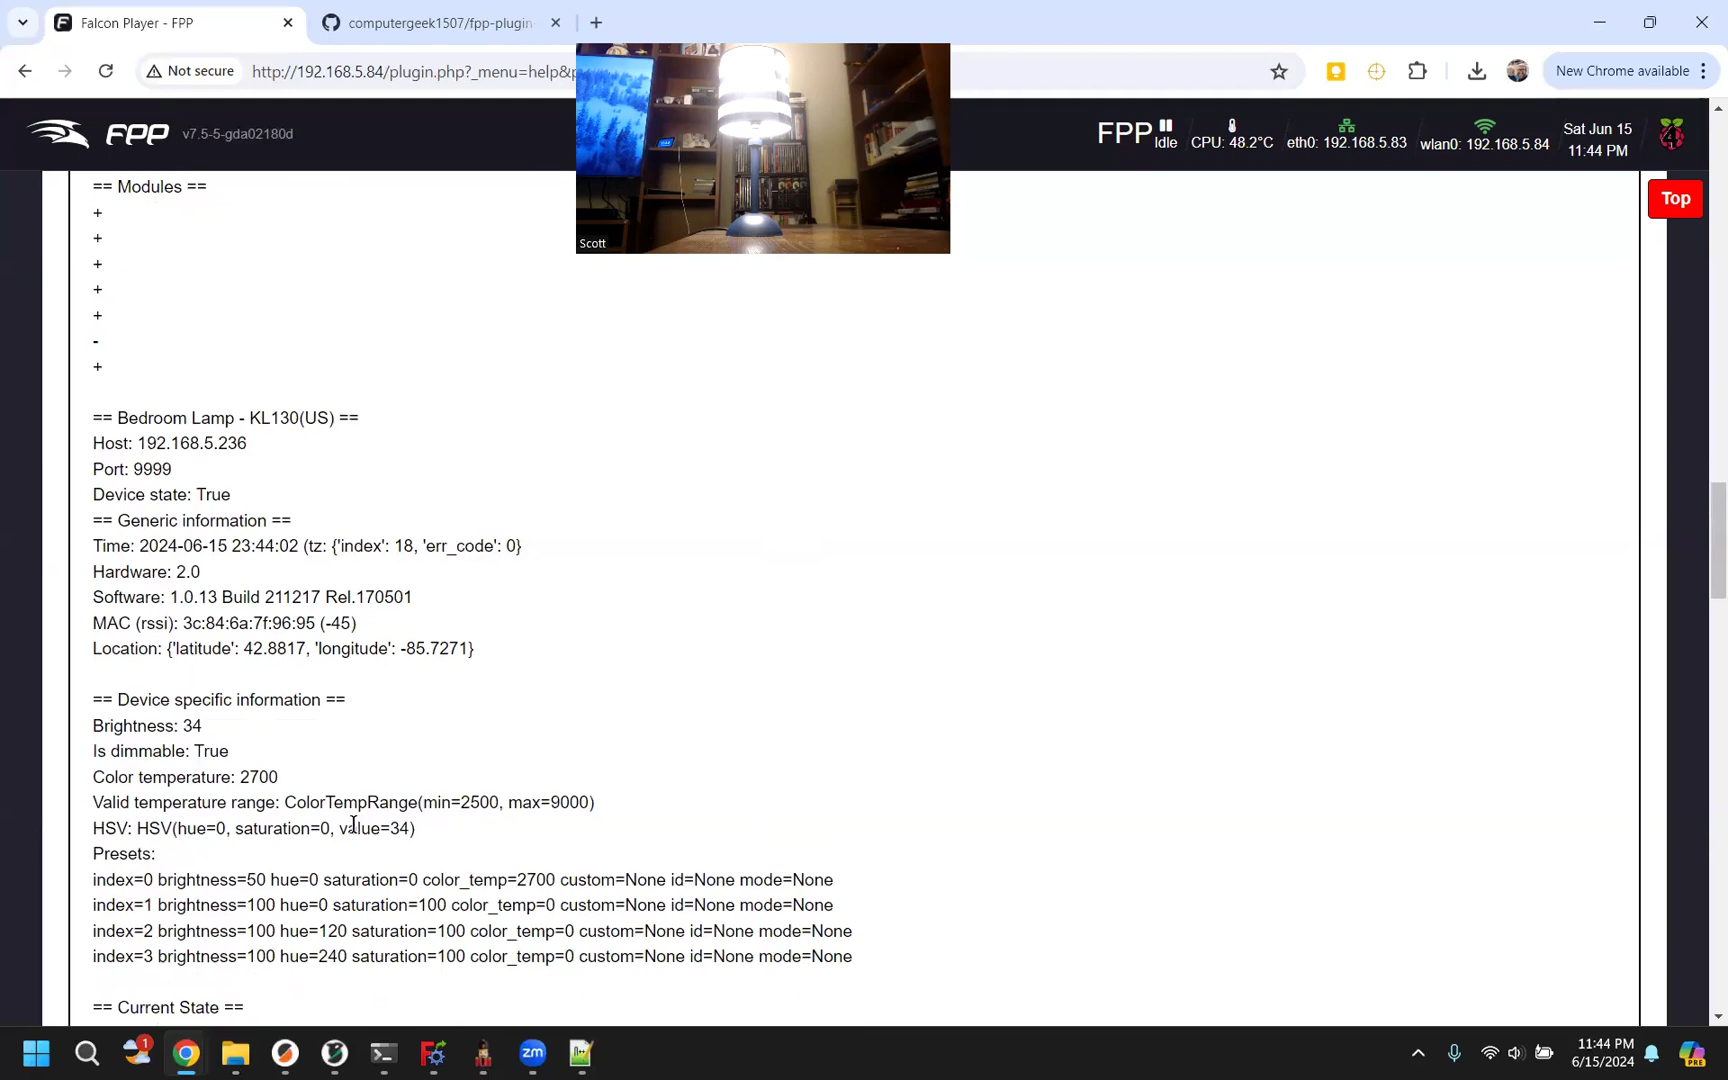 Falcon Player - FPP
computergeek1507/fpp-plugin-
Not secure
http://192.168.5.84/plugin.php?_menu=help&p
New Chrome available
FPP
v7.5-5-gda02180d
FPP
Idle
CPU: 48.2°C
eth0: 192.168.5.83
wlan0: 192.168.5.84
Sat Jun 15
11:44 PM
4
Top
Scott
== Modules ==
+
+
+
+
+
-
+
== Bedroom Lamp - KL130(US) ==
Host: 192.168.5.236
Port: 9999
Device state: True
== Generic information ==
Time: 2024-06-15 23:44:02 (tz: {'index': 18, 'err_code': 0}
Hardware: 2.0
Software: 1.0.13 Build 211217 Rel.170501
MAC (rssi): 3c:84:6a:7f:96:95 (-45)
Location: {'latitude': 42.8817, 'longitude': -85.7271}
== Device specific information ==
Brightness: 34
Is dimmable: True
Color temperature: 2700
Valid temperature range: ColorTempRange(min=2500, max=9000)
HSV: HSV(hue=0, saturation=0, value=34)
Presets:
index=0 brightness=50 hue=0 saturation=0 color_temp=2700 custom=None id=None mode=None
index=1 brightness=100 hue=0 saturation=100 color_temp=0 custom=None id=None mode=None
index=2 brightness=100 hue=120 saturation=100 color_temp=0 custom=None id=None mode=None
index=3 brightness=100 hue=240 saturation=100 color_temp=0 custom=None id=None mode=None
== Current State ==
1
zm
11:44 PM
6/15/2024
PRE